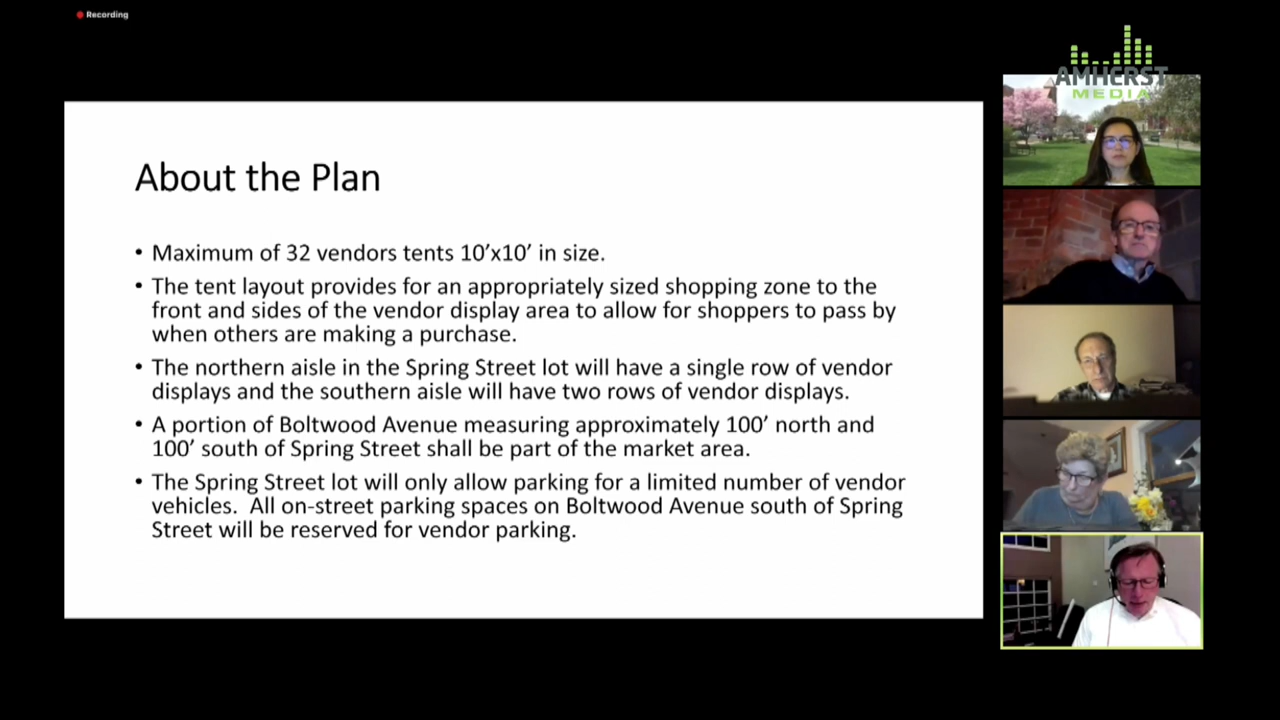 Recording
AMHERST
MEDIA
About the Plan
• Maximum of 32 vendors tents 10’x10’ in size.
• The tent layout provides for an appropriately sized shopping zone to the
front and sides of the vendor display area to allow for shoppers to pass by
when others are making a purchase.
• The northern aisle in the Spring Street lot will have a single row of vendor
displays and the southern aisle will have two rows of vendor displays.
• A portion of Boltwood Avenue measuring approximately 100’ north and
100’ south of Spring Street shall be part of the market area.
• The Spring Street lot will only allow parking for a limited number of vendor
vehicles.  All on-street parking spaces on Boltwood Avenue south of Spring
Street will be reserved for vendor parking.